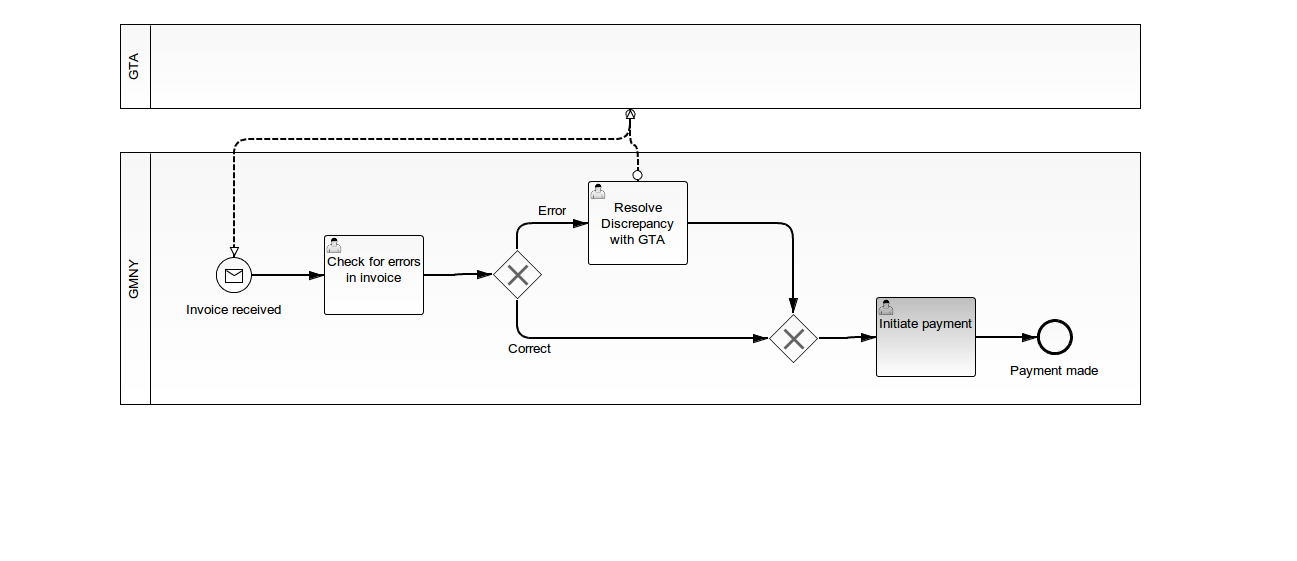 GTA
GMNY
Invoice received
Check for errors
in invoice
Error
Correct
Resolve
Discrepancy
with GTA
Initiate payment
Payment made